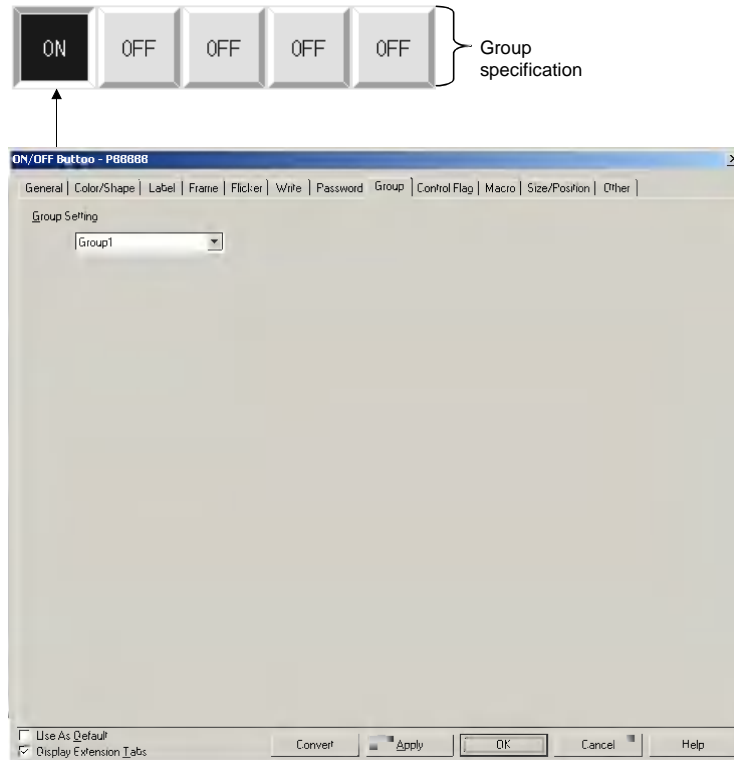 ON OFF OFF OFF OFF
Group
specification
ON/OFF Buttoo - PB8888
General Color/Shape Label Frame Flicker Write Password Group Control Flag Macro Size/Position Other
Group Setting
Group1
Use As Default
Display Extension Tabs
Convert Apply OK Cancel Help